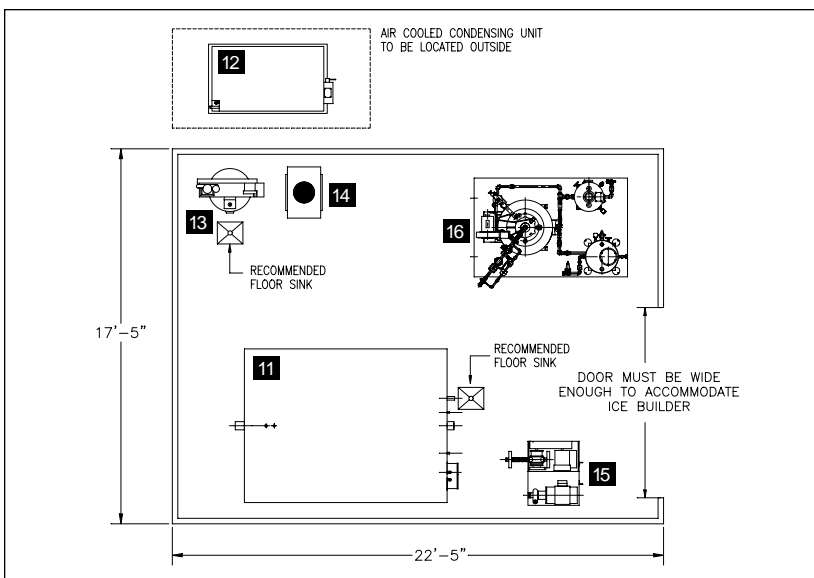 AIR COOLED CONDENSING UNIT
TO BE LOCATED OUTSIDE
12
13
14
16
RECOMMENDED
FLOOR SINK
17'-5"
11
RECOMMENDED
FLOOR SINK
DOOR MUST BE WIDE
ENOUGH TO ACCOMMODATE
ICE BUILDER
15
22'-5"